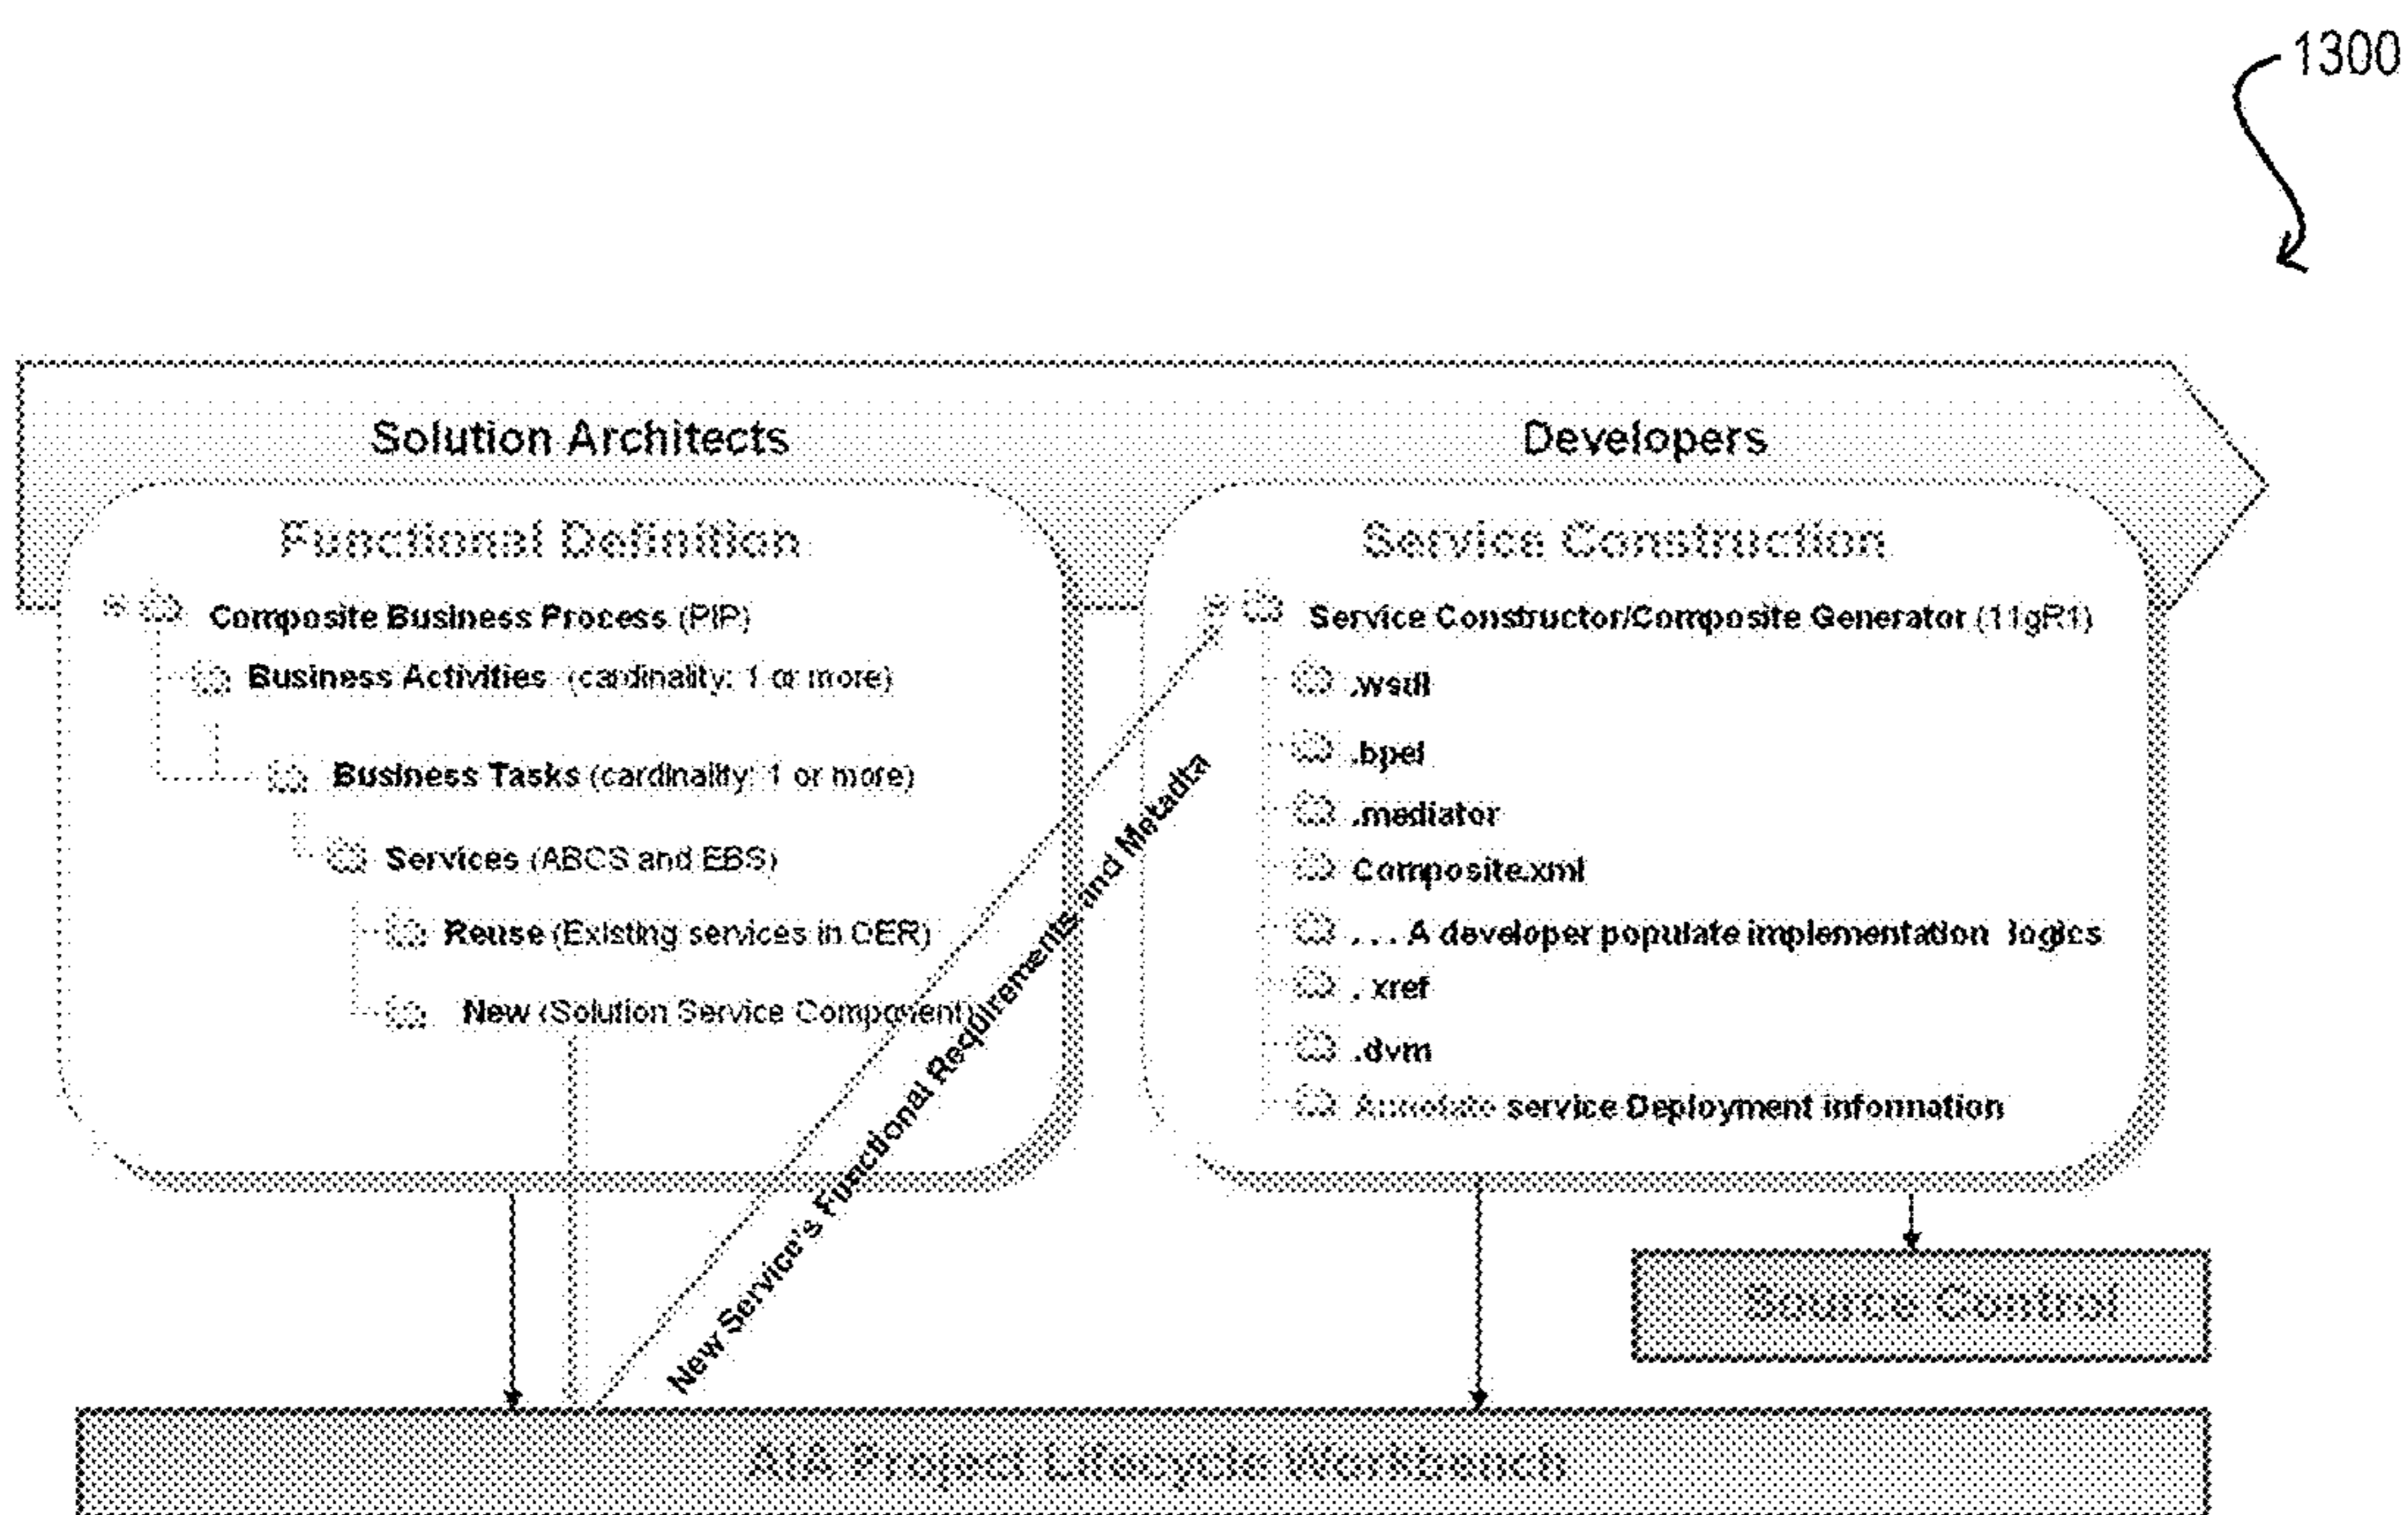 1300
Solution Architects
Developers
Functional Definition
Composite Business Process (PIP)
Business Activities (cardinality: 1 or more)
Business Tasks (cardinality: 1 or more)
Services (ABCS and EBS)
Reuse (Existing services in OER)
New (Solution Service Component)
New Service's Functional Requirements and Metadta
Service Construction
Service Constructor/Composite Generator (11gR1)
.wsdl
.bpel
.mediator
Composite.xml
... A developer populate implementation logics
. xref
.dvm
Annotate service Deployment information
Source Control
AIA Project Lifecycle Workbench